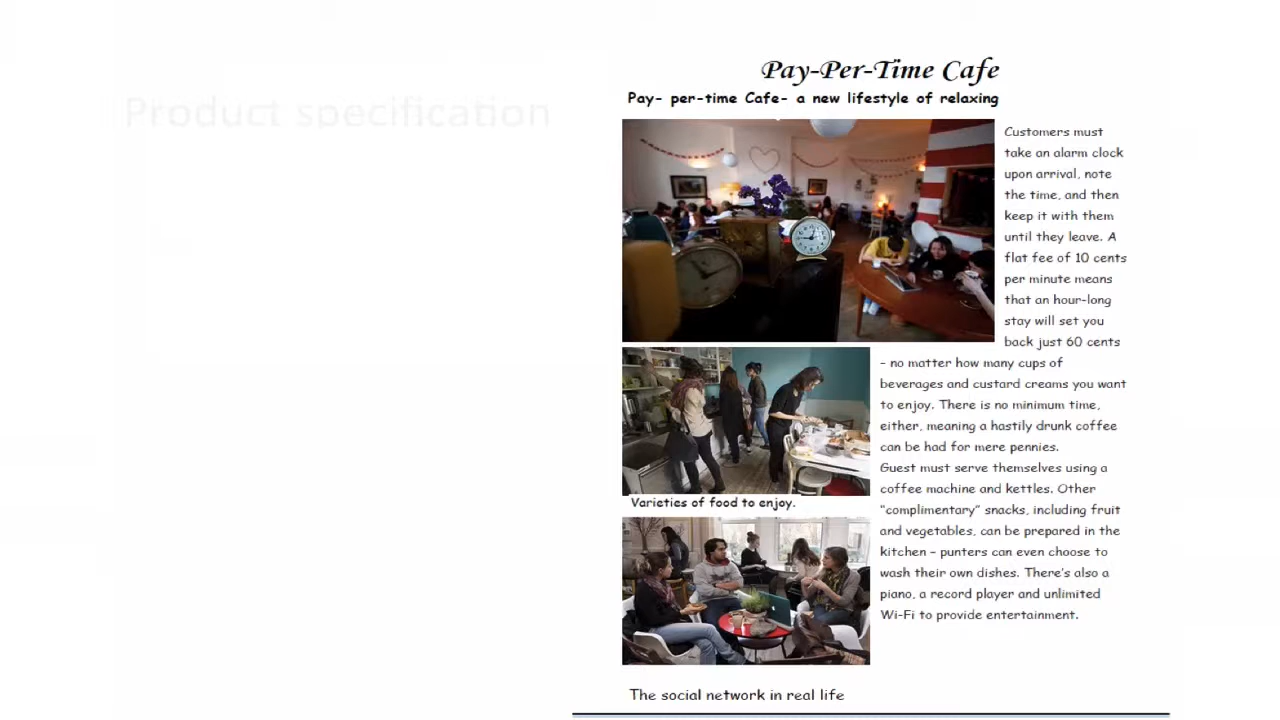 Product specification
Pay-Per-Time Cafe
Pay- per-time Cafe- a new lifestyle of relaxing
Customers must
take an alarm clock
upon arrival, note
the time, and then
keep it with them
until they leave. A
flat fee of 10 cents
per minute means
that an hour-long
stay will set you
back just 60 cents
– no matter how many cups of
beverages and custard creams you want
to enjoy. There is no minimum time,
either, meaning a hastily drunk coffee
can be had for mere pennies.
Guest must serve themselves using a
coffee machine and kettles. Other
“complimentary” snacks, including fruit
and vegetables, can be prepared in the
kitchen – punters can even choose to
wash their own dishes. There's also a
piano, a record player and unlimited
Wi-Fi to provide entertainment.
Varieties of food to enjoy.
The social network in real life